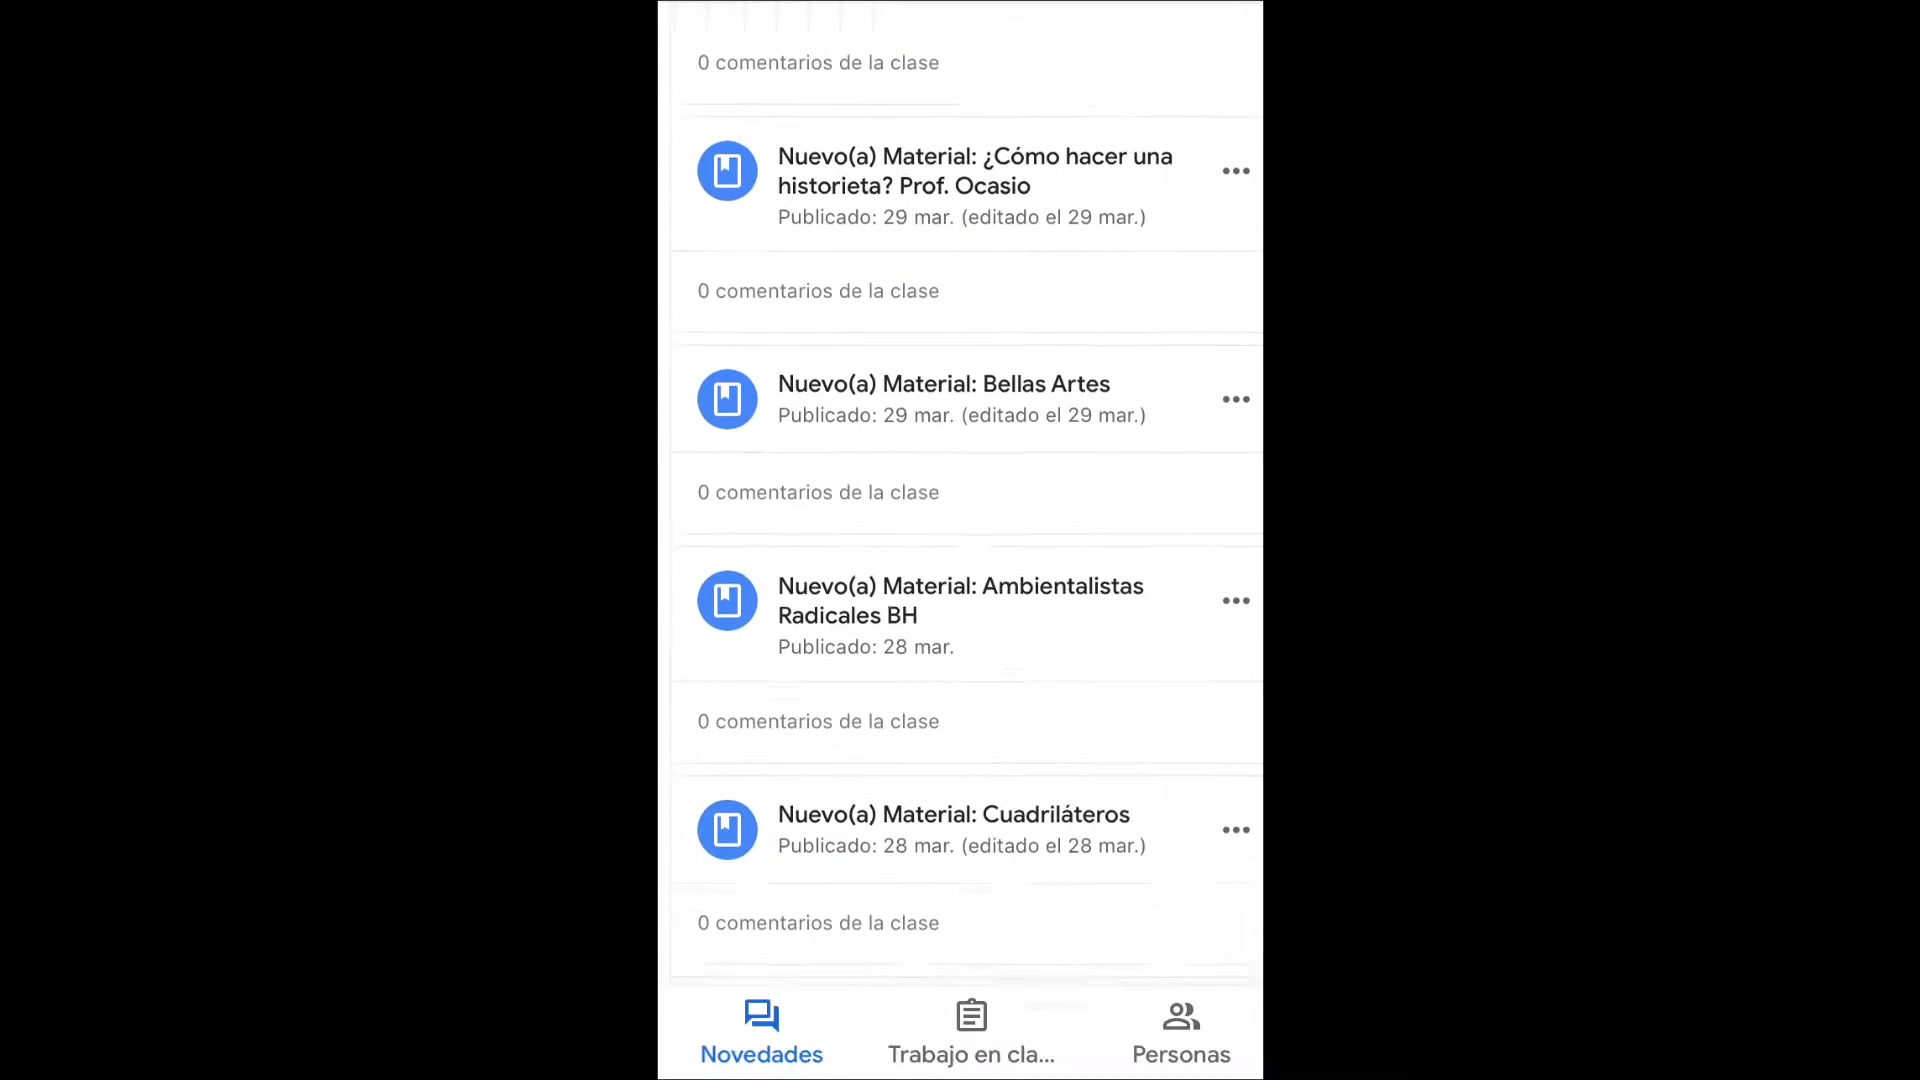 0 comentarios de la clase
Nuevo(a) Material: ¿Cómo hacer una
historieta? Prof. Ocasio
Publicado: 29 mar. (editado el 29 mar.)
0 comentarios de la clase
Nuevo(a) Material: Bellas Artes
Publicado: 29 mar. (editado el 29 mar.)
0 comentarios de la clase
Nuevo(a) Material: Ambientalistas
Radicales BH
Publicado: 28 mar.
0 comentarios de la clase
Nuevo(a) Material: Cuadriláteros
Publicado: 28 mar. (editado el 28 mar.)
0 comentarios de la clase
Novedades
Trabajo en cla...
Personas